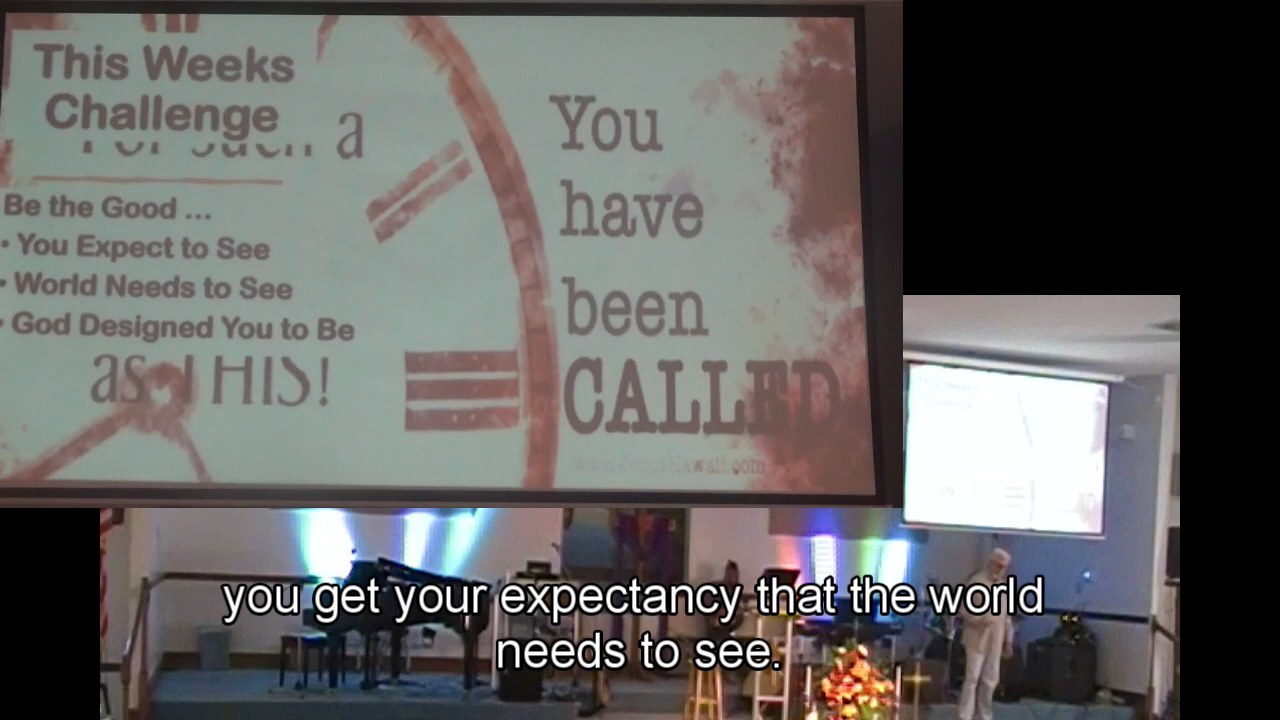 This Weeks
Challenge
a
Be the Good ...
• You Expect to See
• World Needs to See
• God Designed You to Be
as THIS!
You
have
been
CALLED
you get your expectancy that the world
needs to see.